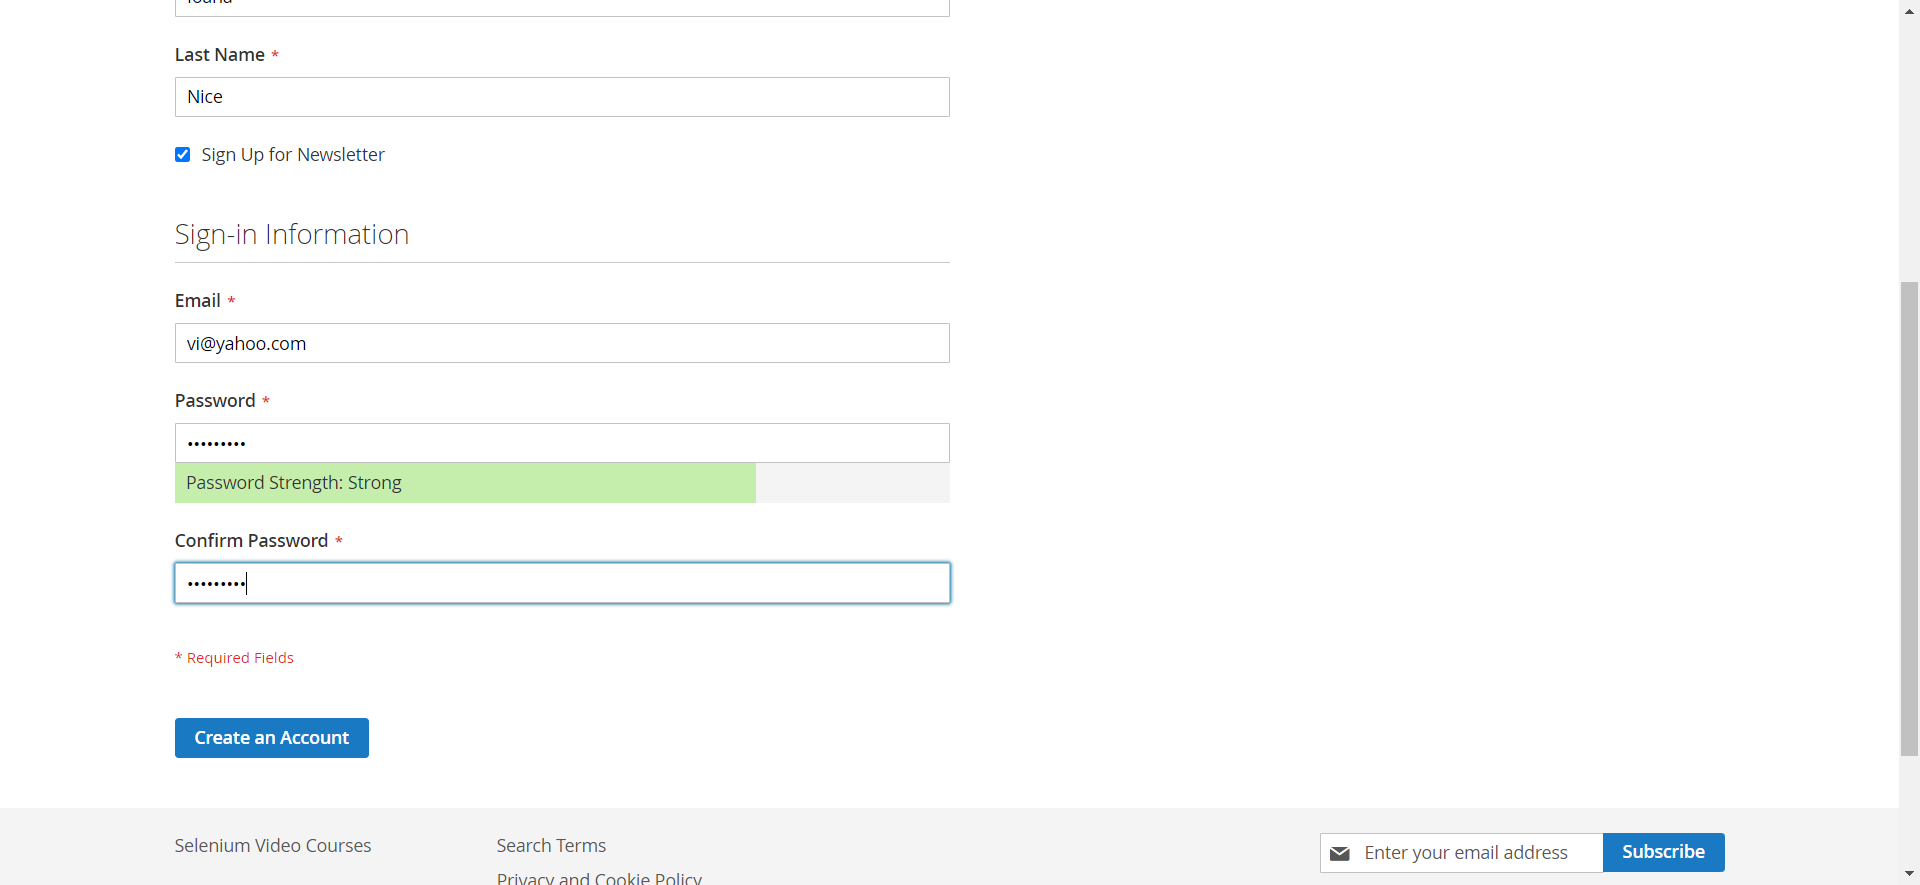 Last Name *
Nice
Sign Up for Newsletter
Sign-in Information
Email *
vi@yahoo.com
Password *
•••••••••
Password Strength: Strong
Confirm Password *
•••••••••
* Required Fields
Create an Account
Selenium Video Courses
Search Terms
Enter your email address
Subscribe
Privacy and Cookie Policy